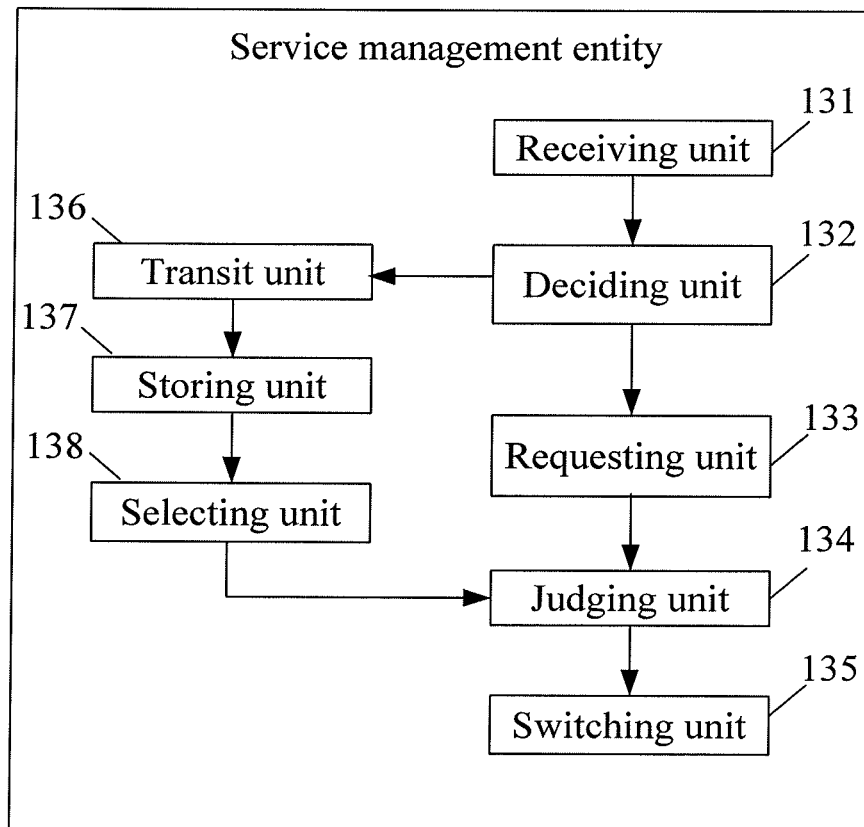 Service management entity
131
Receiving unit
136
132
Transit unit
Deciding unit
137
Storing unit
133
Requesting unit
138
Selecting unit
134
Judging unit
135
Switching unit